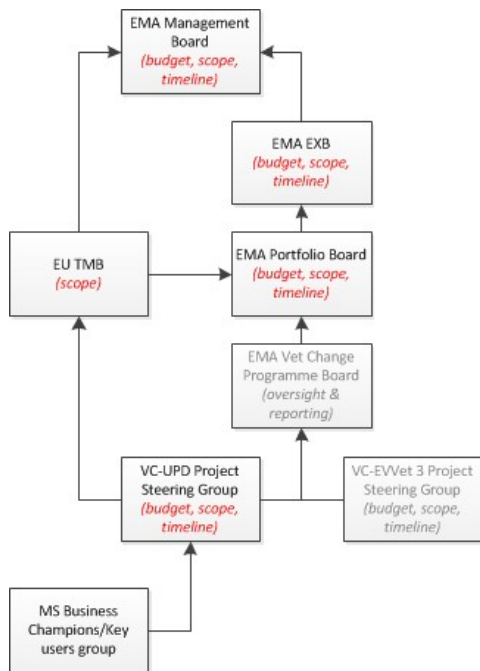 EMA Management
Board
(budget, scope,
timeline)
EMA EXB
(budget, scope,
timeline)
EU TMB
(scope)
EMA Portfolio Board
(budget, scope,
timeline)
EMA Vet Change
Programme Board
(oversight &
reporting)
VC-UPD Project
Steering Group
(budget, scope,
timeline)
VC-EVVet 3 Project
Steering Group
(budget, scope,
timeline)
MS Business
Champions/Key
users group